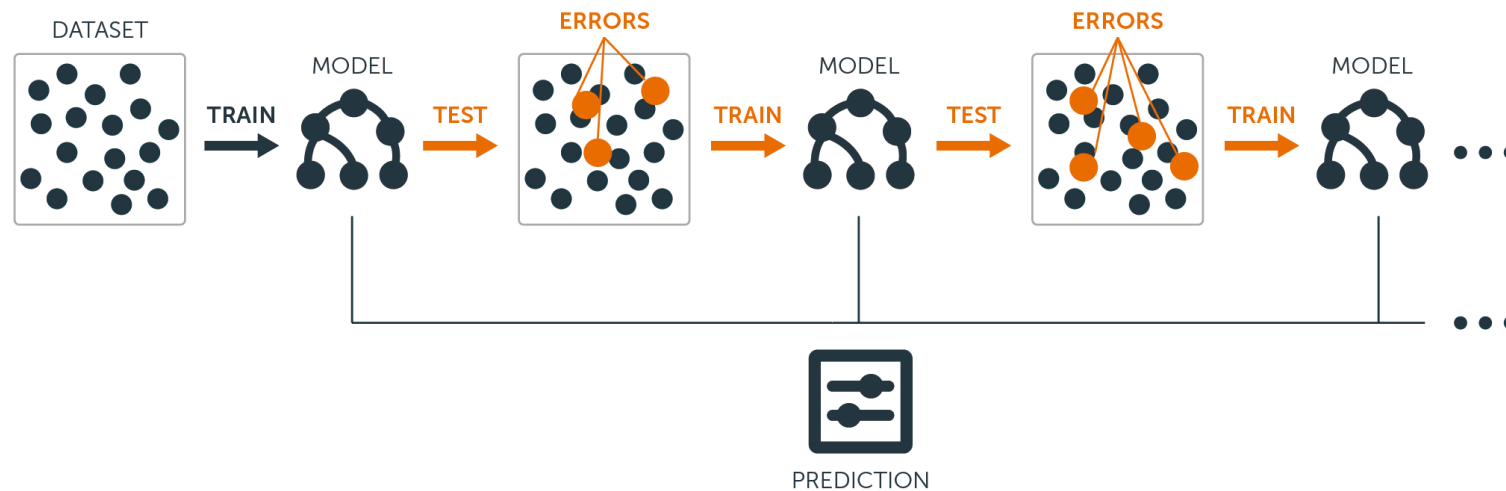 DATASET
ERRORS
ERRORS
MODEL
MODEL
MODEL
TRAIN
TEST
TRAIN
TEST
TRAIN
PREDICTION